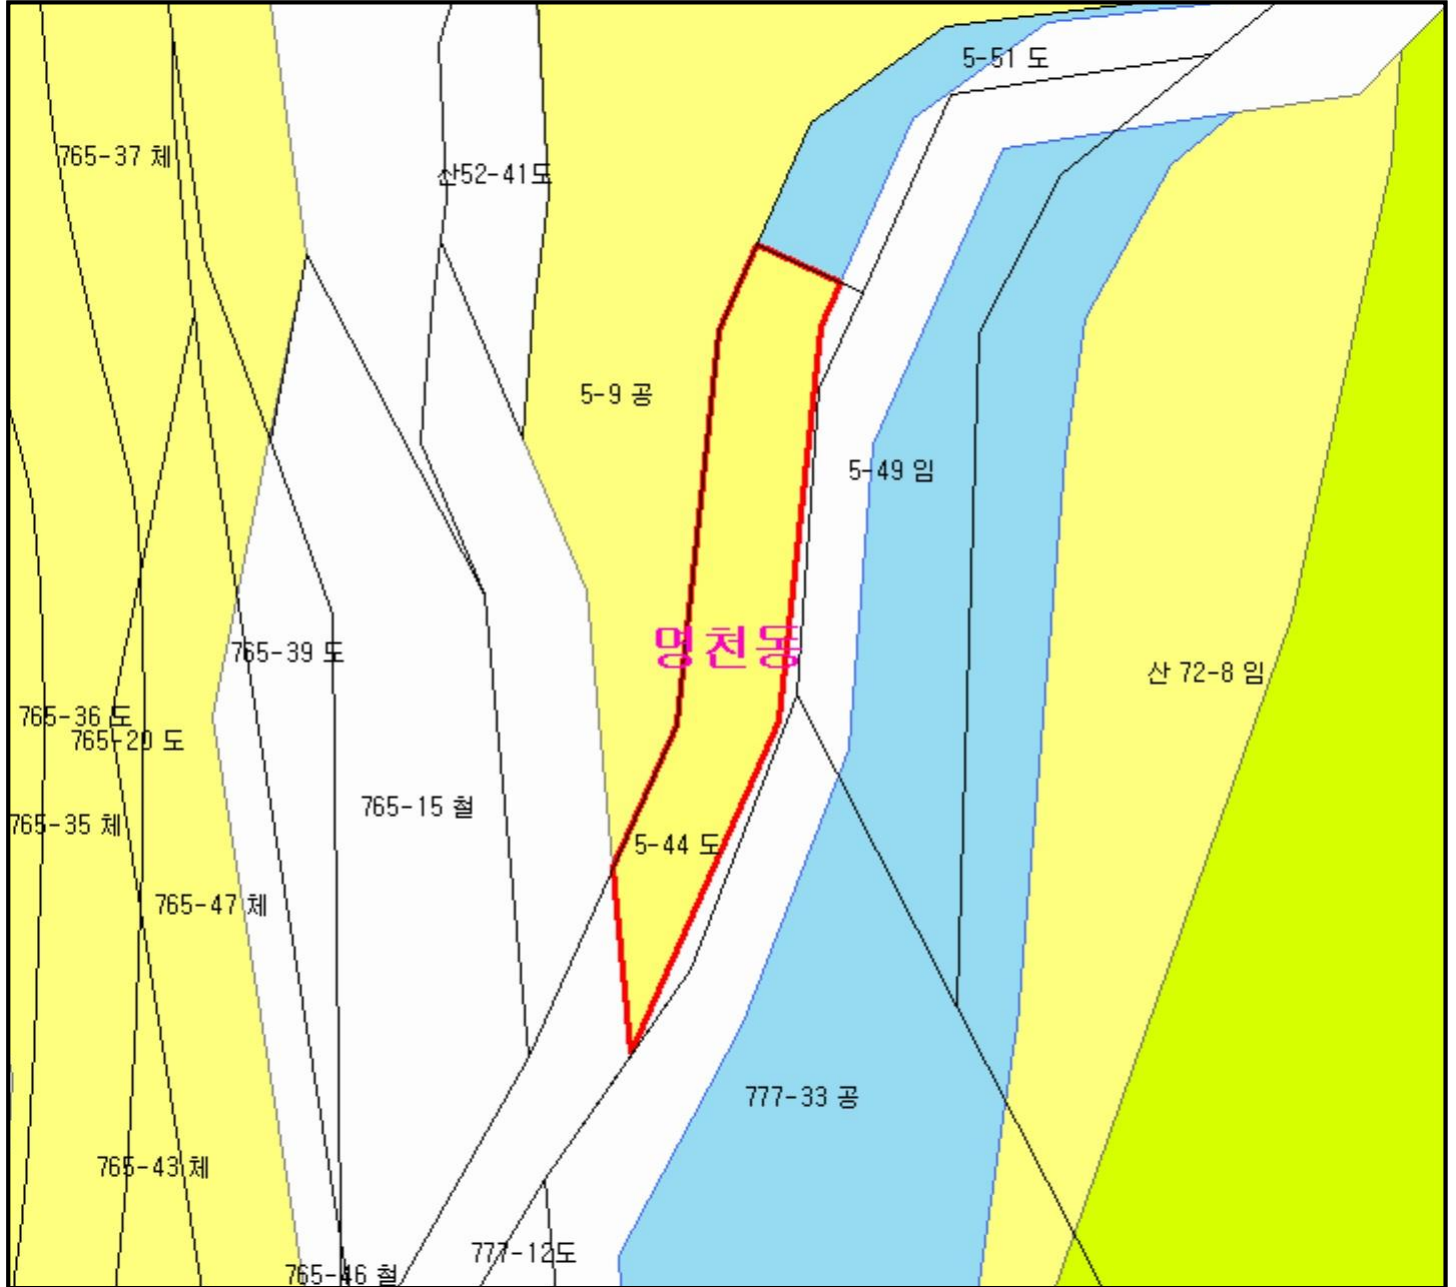 5-51 도
765-37 체
산52-41도
5-9 공
5-49 임
명천동
765-39 도
산 72-8 임
765-36 도
765-20 도
765-15 철
765-35 체
5-44 도
765-47 체
777-33 공
765-43 체
777-12도
765-46 철